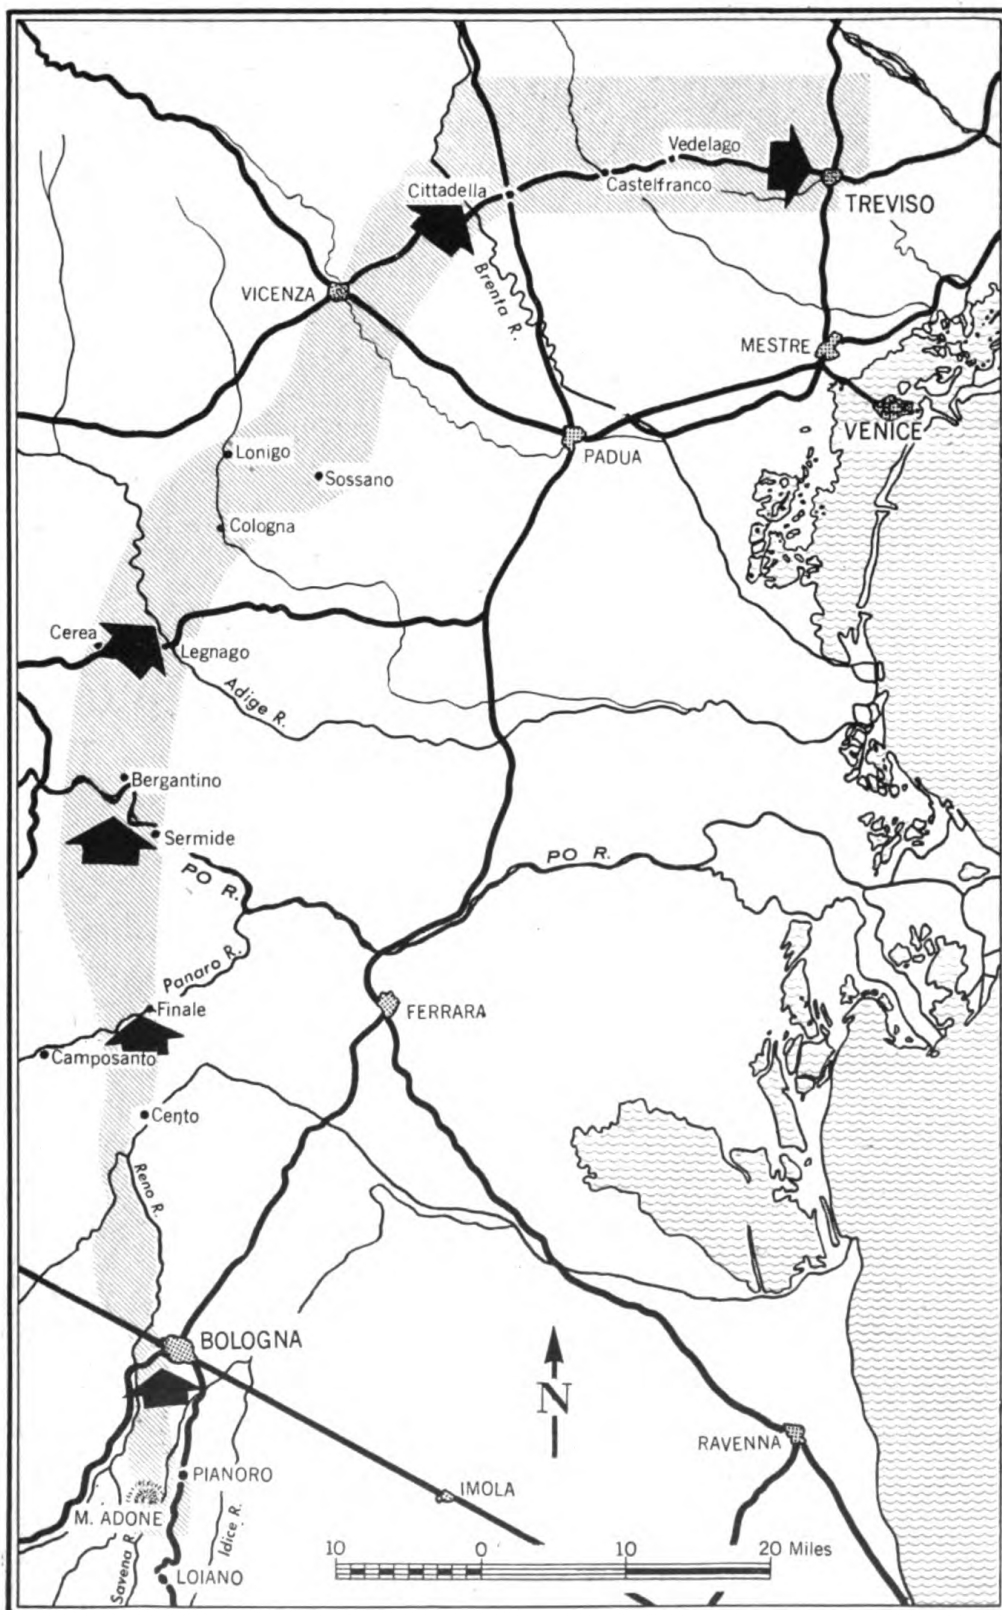 Vedelago
Cittadella
Castelfranco
TREVISO
Brenta R.
VICENZA
MESTRE
VENICE
Lonigo
PADUA
Sossano
Cologna
Cerea
Legnago
Adige R.
Bergantino
Sermide
PO R.
PO R.
Panaro R.
Finale
FERRARA
Camposanto
Cento
Reno R.
BOLOGNA
N
RAVENNA
PIANORO
IMOLA
M. ADONE
Savena R.
Idice R.
LOIANO
10 0 10 20 Miles